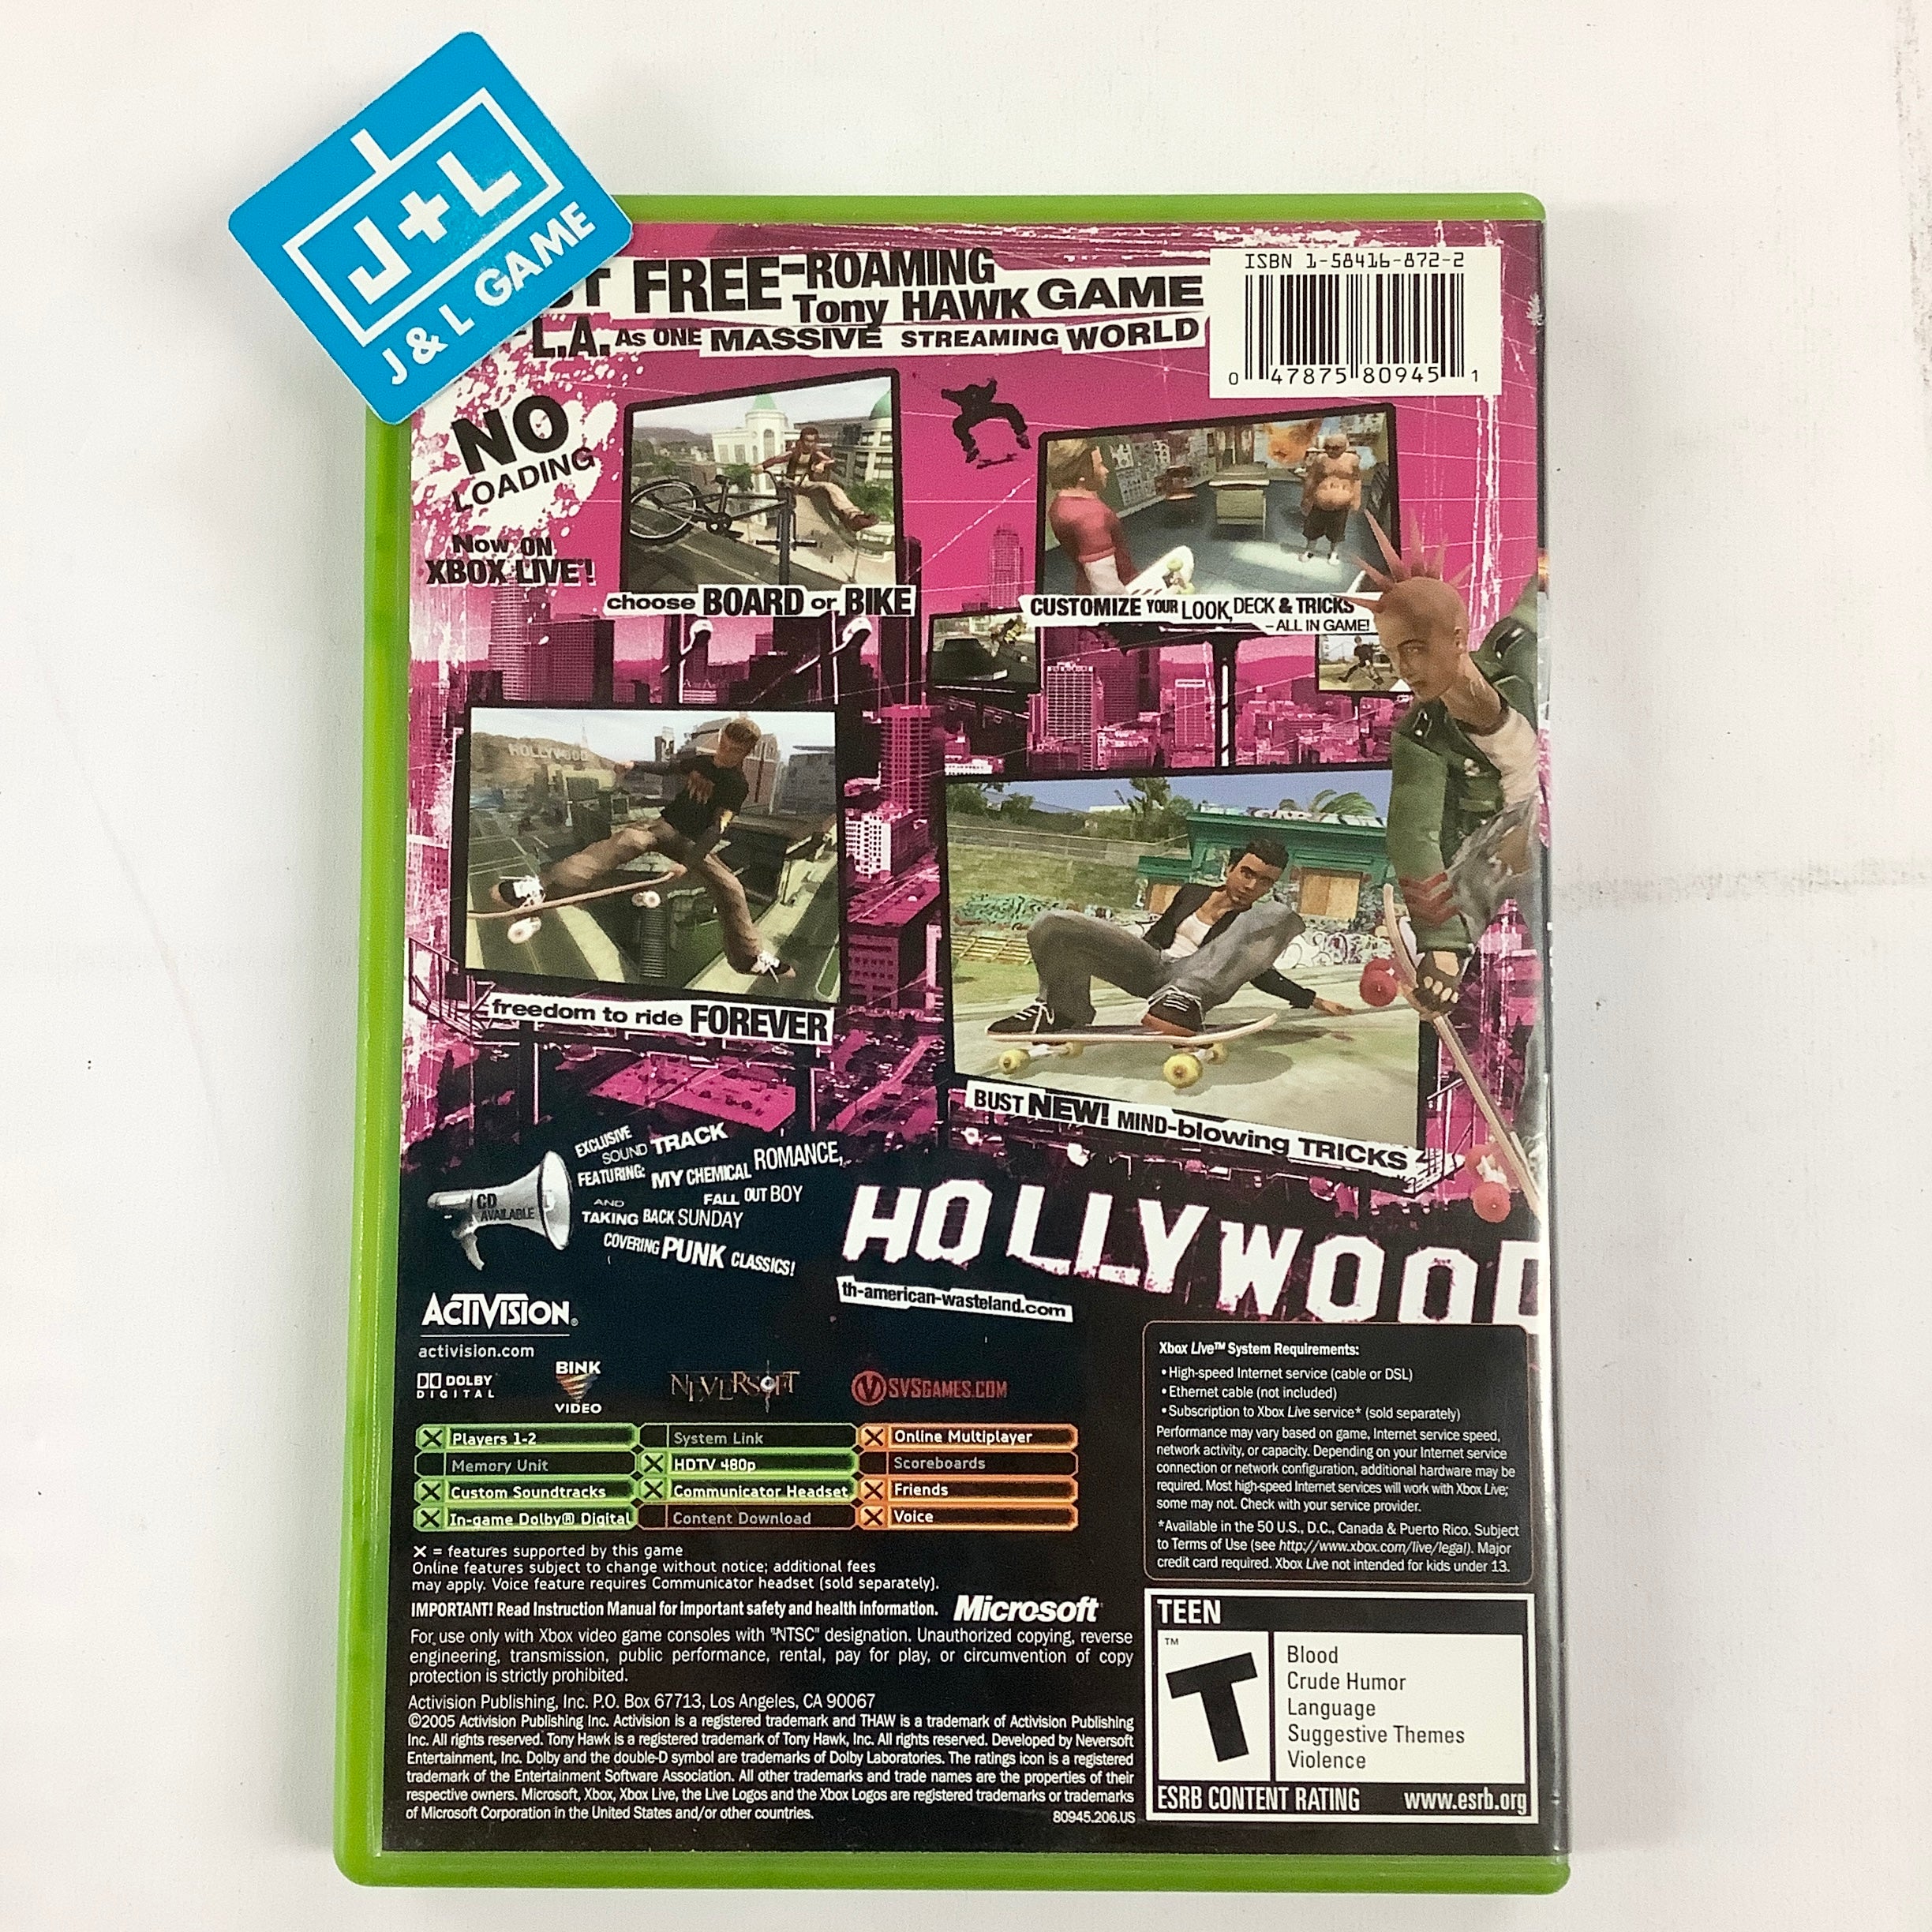 J+L
J & L GAME
FREE-ROAMING
Tony HAWK GAME
L.A. AS ONE MASSIVE STREAMING WORLD
ISBN 1-58416-872-2
0 47875 80945 1
NO
LOADING
NOW ON
XBOX LIVE!
choose BOARD or BIKE
CUSTOMIZE YOUR LOOK, DECK & TRICKS
– ALL IN GAME!
HOLLYWOOD
freedom to ride FOREVER
BUST NEW! MIND-blowing TRICKS
EXCLUSIVE
SOUND TRACK
FEATURING: MY CHEMICAL ROMANCE,
AND FALL OUT BOY
TAKING BACK SUNDAY
COVERING PUNK CLASSICS!
CD
AVAILABLE
HOLLYWOOD
th-american-wasteland.com
ACTIVISION®
activision.com
DOLBY
DIGITAL
BINK
VIDEO
NEVERSOFT
SVSGAMES.COM
Players 1-2
System Link
Online Multiplayer
Memory Unit
HDTV 480p
Scoreboards
Custom Soundtracks
Communicator Headset
Friends
In-game Dolby® Digital
Content Download
Voice
X = features supported by this game
Online features subject to change without notice; additional fees
may apply. Voice feature requires Communicator headset (sold separately).
IMPORTANT! Read Instruction Manual for important safety and health information.
Microsoft
For use only with Xbox video game consoles with "NTSC" designation. Unauthorized copying, reverse
engineering, transmission, public performance, rental, pay for play, or circumvention of copy
protection is strictly prohibited.
Activision Publishing, Inc. P.O. Box 67713, Los Angeles, CA 90067
©2005 Activision Publishing Inc. Activision is a registered trademark and THAW is a trademark of Activision Publishing
Inc. All rights reserved. Tony Hawk is a registered trademark of Tony Hawk, Inc. All rights reserved. Developed by Neversoft
Entertainment, Inc. Dolby and the double-D symbol are trademarks of Dolby Laboratories. The ratings icon is a registered
trademark of the Entertainment Software Association. All other trademarks and trade names are the properties of their
respective owners. Microsoft, Xbox, Xbox Live, the Live Logos and the Xbox Logos are registered trademarks or trademarks
of Microsoft Corporation in the United States and/or other countries.
80945.206.US
Xbox Live™ System Requirements:
• High-speed Internet service (cable or DSL)
• Ethernet cable (not included)
• Subscription to Xbox Live service* (sold separately)
Performance may vary based on game, Internet service speed,
network activity, or capacity. Depending on your Internet service
connection or network configuration, additional hardware may be
required. Most high-speed Internet services will work with Xbox Live;
some may not. Check with your service provider.
*Available in the 50 U.S., D.C., Canada & Puerto Rico. Subject
to Terms of Use (see http://www.xbox.com/live/legal). Major
credit card required. Xbox Live not intended for kids under 13.
TEEN
T
™
Blood
Crude Humor
Language
Suggestive Themes
Violence
ESRB CONTENT RATING www.esrb.org